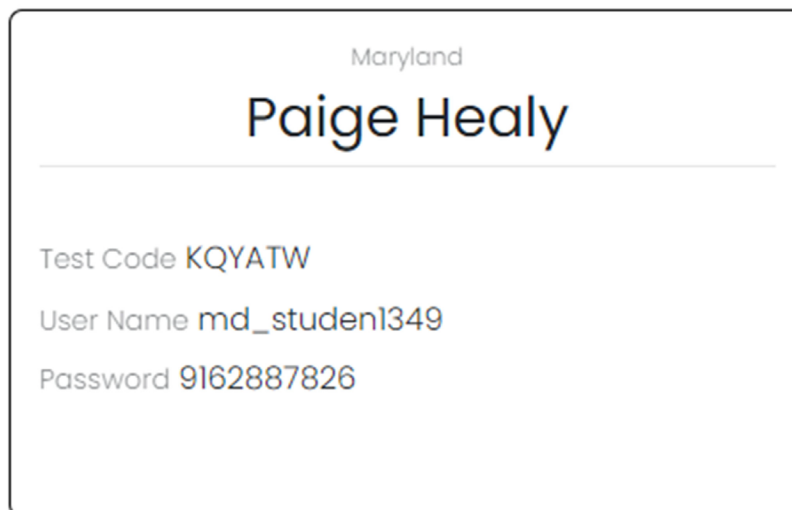 Maryland
Paige Healy
Test Code KQYATW
User Name md_studen1349
Password 9162887826